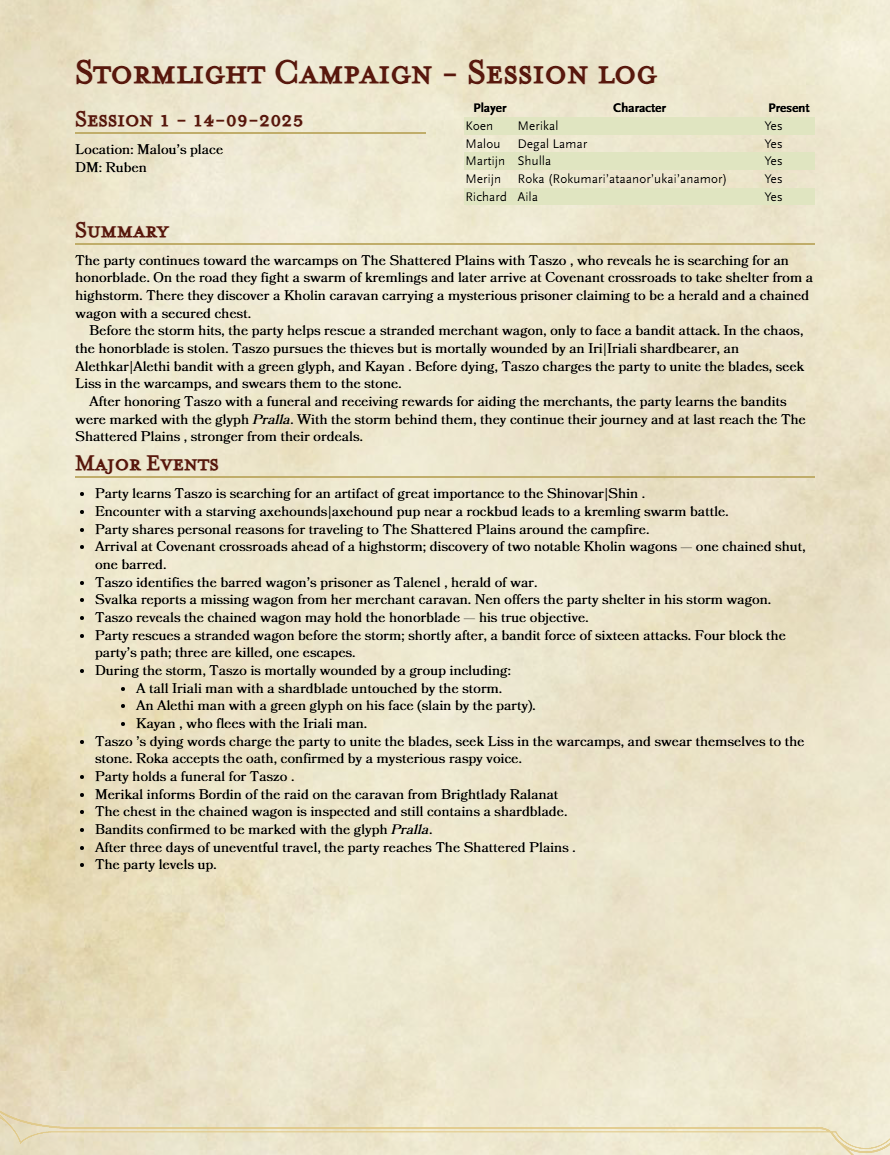 Stormlight Campaign - Session log
Session 1 - 14-09-2025
Location: Malou's place
DM: Ruben
Player Character Present
Koen Merikal Yes
Malou Degal Lamar Yes
Martijn Shulla Yes
Merijn Roka (Rokumari'ataanor'ukai'anamor) Yes
Richard Aila Yes
Summary
The party continues toward the warcamps on The Shattered Plains with Taszo , who reveals he is searching for an
honorblade. On the road they fight a swarm of kremlings and later arrive at Covenant crossroads to take shelter from a
highstorm. There they discover a Kholin caravan carrying a mysterious prisoner claiming to be a herald and a chained
wagon with a secured chest.
Before the storm hits, the party helps rescue a stranded merchant wagon, only to face a bandit attack. In the chaos,
the honorblade is stolen. Taszo pursues the thieves but is mortally wounded by an Iri|Iriali shardbearer, an
Alethkar|Alethi bandit with a green glyph, and Kayan . Before dying, Taszo charges the party to unite the blades, seek
Liss in the warcamps, and swears them to the stone.
After honoring Taszo with a funeral and receiving rewards for aiding the merchants, the party learns the bandits
were marked with the glyph Pralla. With the storm behind them, they continue their journey and at last reach the The
Shattered Plains , stronger from their ordeals.
Major Events
• Party learns Taszo is searching for an artifact of great importance to the Shinovar|Shin .
• Encounter with a starving axehounds|axehound pup near a rockbud leads to a kremling swarm battle.
• Party shares personal reasons for traveling to The Shattered Plains around the campfire.
• Arrival at Covenant crossroads ahead of a highstorm; discovery of two notable Kholin wagons — one chained shut,
one barred.
• Taszo identifies the barred wagon's prisoner as Talenel , herald of war.
• Svalka reports a missing wagon from her merchant caravan. Nen offers the party shelter in his storm wagon.
• Taszo reveals the chained wagon may hold the honorblade — his true objective.
• Party rescues a stranded wagon before the storm; shortly after, a bandit force of sixteen attacks. Four block the
party's path; three are killed, one escapes.
• During the storm, Taszo is mortally wounded by a group including:
• A tall Iriali man with a shardblade untouched by the storm.
• An Alethi man with a green glyph on his face (slain by the party).
• Kayan , who flees with the Iriali man.
• Taszo 's dying words charge the party to unite the blades, seek Liss in the warcamps, and swear themselves to the
stone. Roka accepts the oath, confirmed by a mysterious raspy voice.
• Party holds a funeral for Taszo .
• Merikal informs Bordin of the raid on the caravan from Brightlady Ralanat
• The chest in the chained wagon is inspected and still contains a shardblade.
• Bandits confirmed to be marked with the glyph Pralla.
• After three days of uneventful travel, the party reaches The Shattered Plains .
• The party levels up.